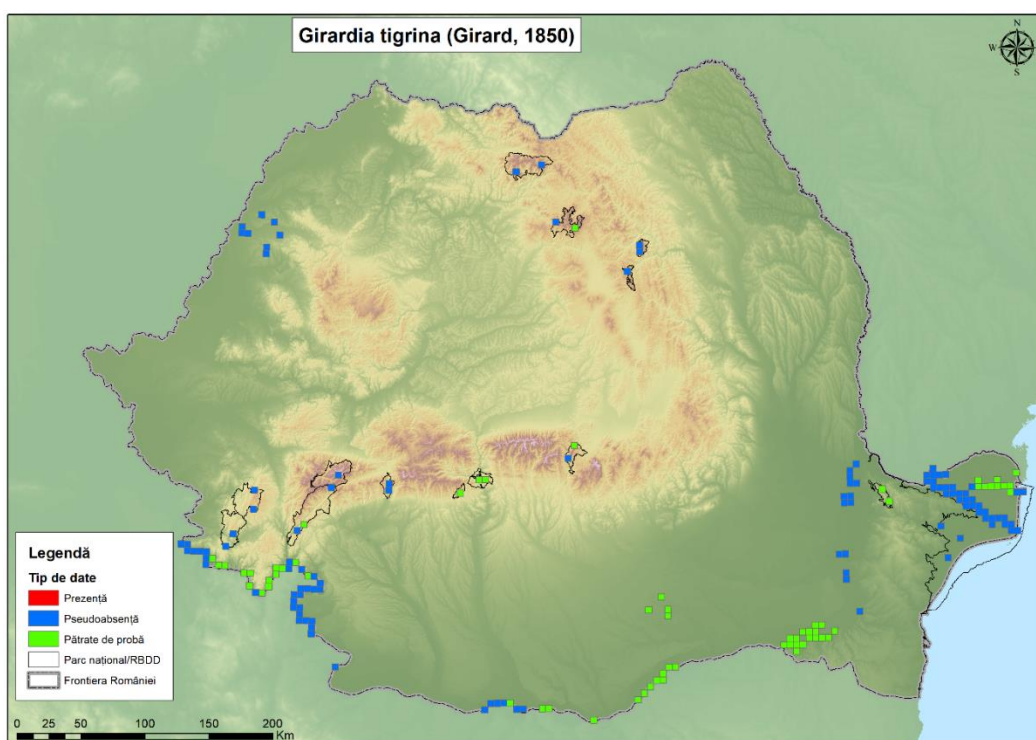 Girardia tigrina (Girard, 1850)
N
W
S
Legendă
Tip de date
Prezență
Pseudoabsență
Pătrate de probă
Parc național/RBDD
Frontiera României
0 25 50 100 150 200
Km